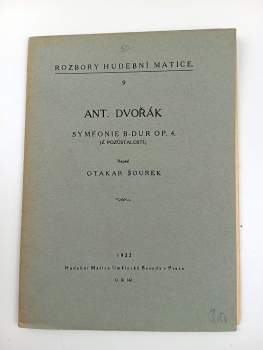 ROZBORY HUDEBNÍ MATICE.
9
ANT. DVOŘÁK
SYMFONIE B-DUR OP. 4.
(Z POZŮSTALOSTI.)
Napsal
OTAKAR ŠOUREK
1922
Hudební Matice Umělecké Besedy v Praze